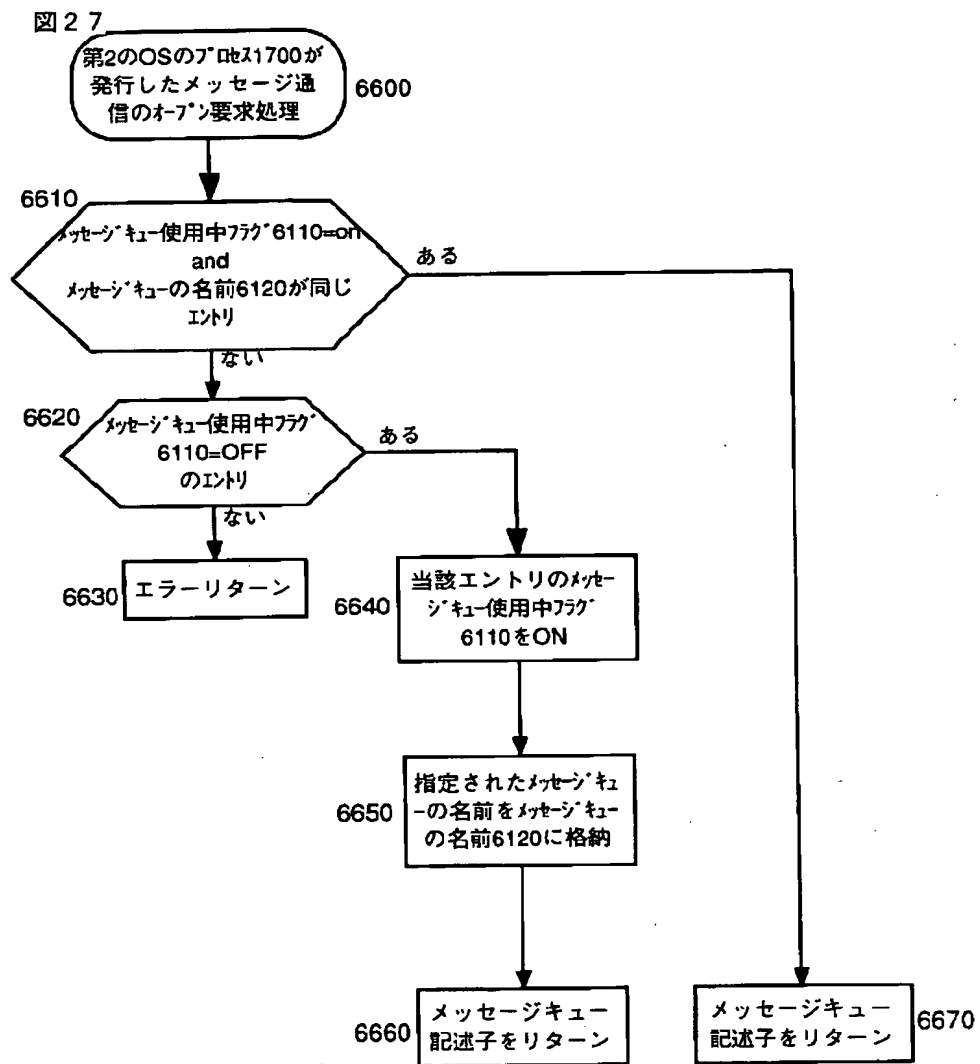 図27
第2のOSのプロセス1700が
発行したメッセージ通
信のオープン要求処理
6600
6610
メッセージキュー使用中フラグ6110=on
and
メッセージキューの名前6120が同じ
エントリ
ある
ない
6620
メッセージキュー使用中フラグ
6110=OFF
のエントリ
ある
ない
6630
エラーリターン
6640
当該エントリのメッセー
ジキュー使用中フラグ
6110をON
6650
指定されたメッセージキュ
ーの名前をメッセージキュー
の名前6120に格納
6660
メッセージキュー
記述子をリターン
メッセージキュー
記述子をリターン
6670